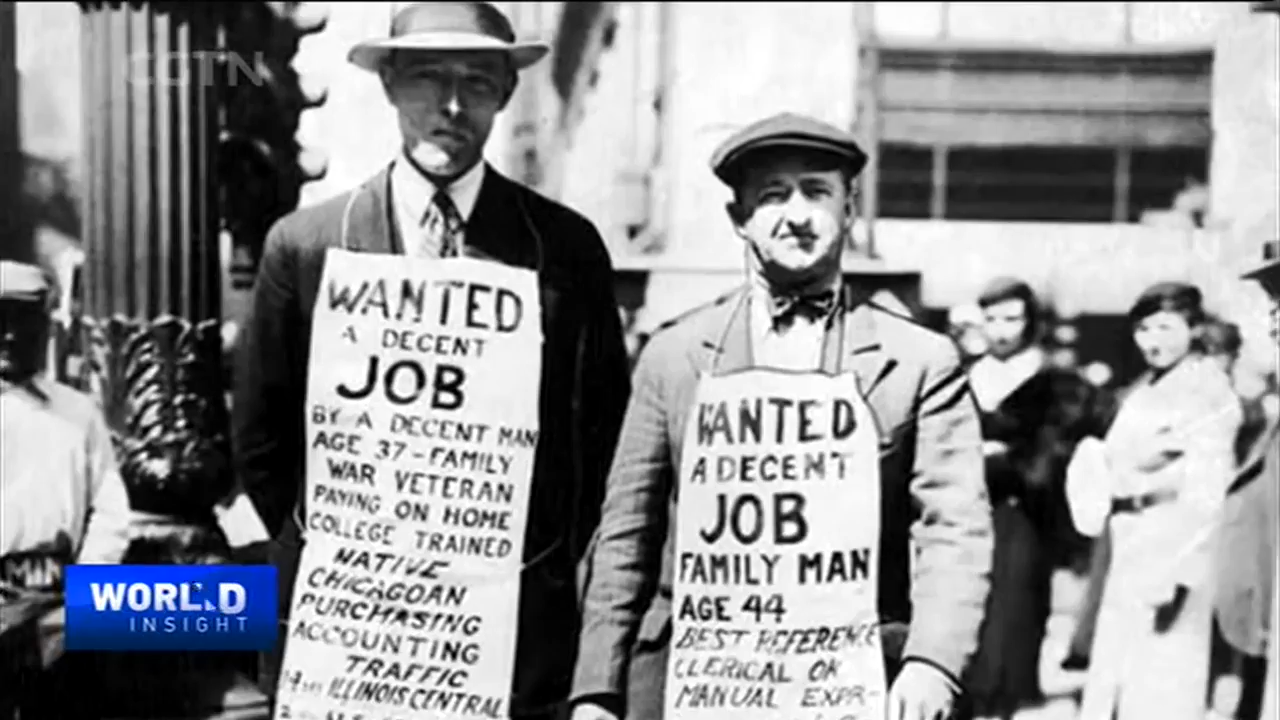 CGTN
WANTED
A DECENT
JOB
BY A DECENT MAN
AGE 37-FAMILY
WAR VETERAN
PAYING ON HOME
COLLEGE TRAINED
NATIVE
CHICAGOAN
PURCHASING
ACCOUNTING
TRAFFIC
ILLINOIS CENTRAL
WANTED
A DECENT
JOB
FAMILY MAN
AGE 44
BEST REFERENCE
CLERICAL OR
MANUAL EXPR-
WORLD
INSIGHT